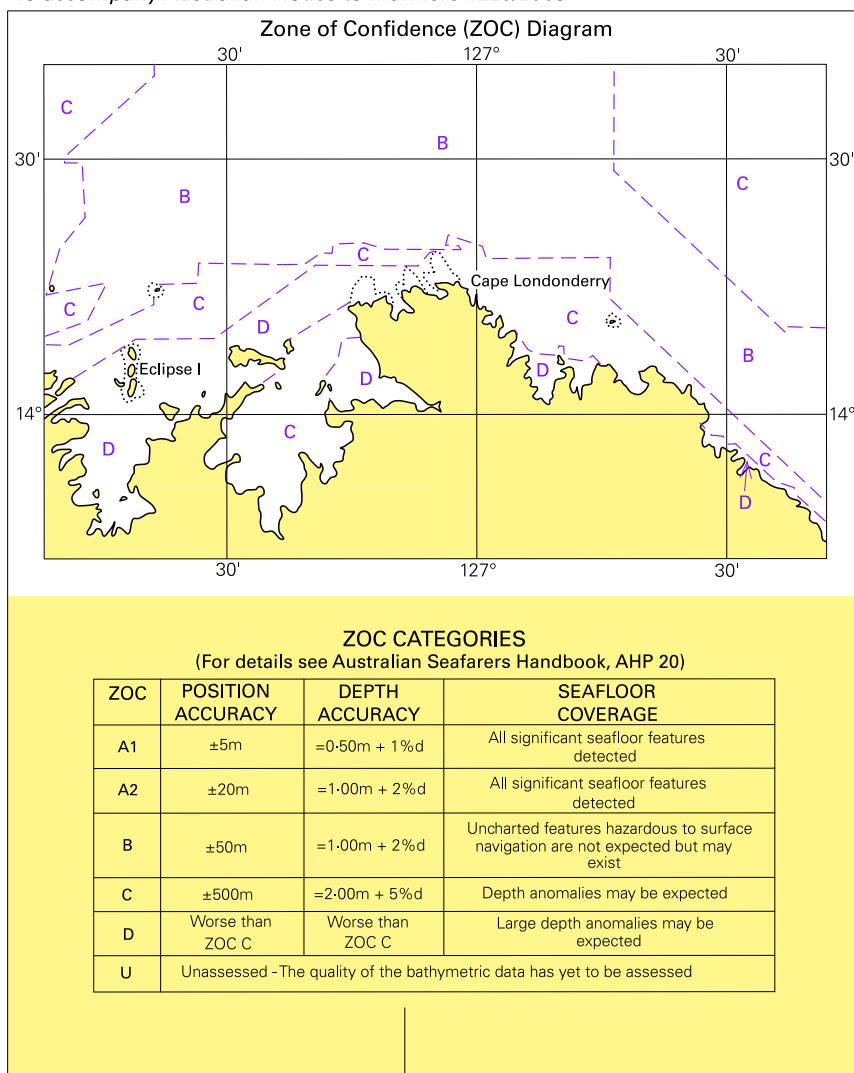 Zone of Confidence (ZOC) Diagram
30' 127° 30'
C
B
30' 30'
C
B
C
Cape Londonderry
C C
C
D
B
Eclipse I
D D
14° 14°
D C
C
D
30' 127° 30'
ZOC CATEGORIES
(For details see Australian Seafarers Handbook, AHP 20)
ZOC POSITION DEPTH SEAFLOOR
ACCURACY ACCURACY COVERAGE
A1 ±5m =0·50m + 1%d All significant seafloor features
detected
A2 ±20m =1·00m + 2%d All significant seafloor features
detected
B ±50m =1·00m + 2%d Uncharted features hazardous to surface
navigation are not expected but may
exist
C ±500m =2·00m + 5%d Depth anomalies may be expected
D Worse than Worse than Large depth anomalies may be
ZOC C ZOC C expected
U Unassessed - The quality of the bathymetric data has yet to be assessed